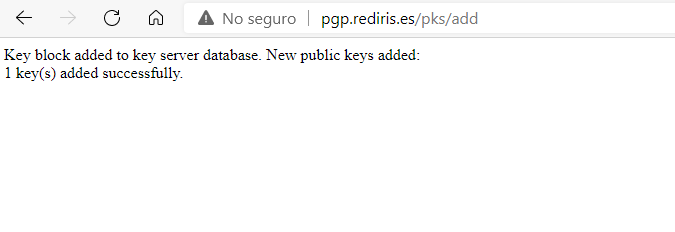 No seguro | pgp.rediris.es/pks/add
Key block added to key server database. New public keys added:
1 key(s) added successfully.